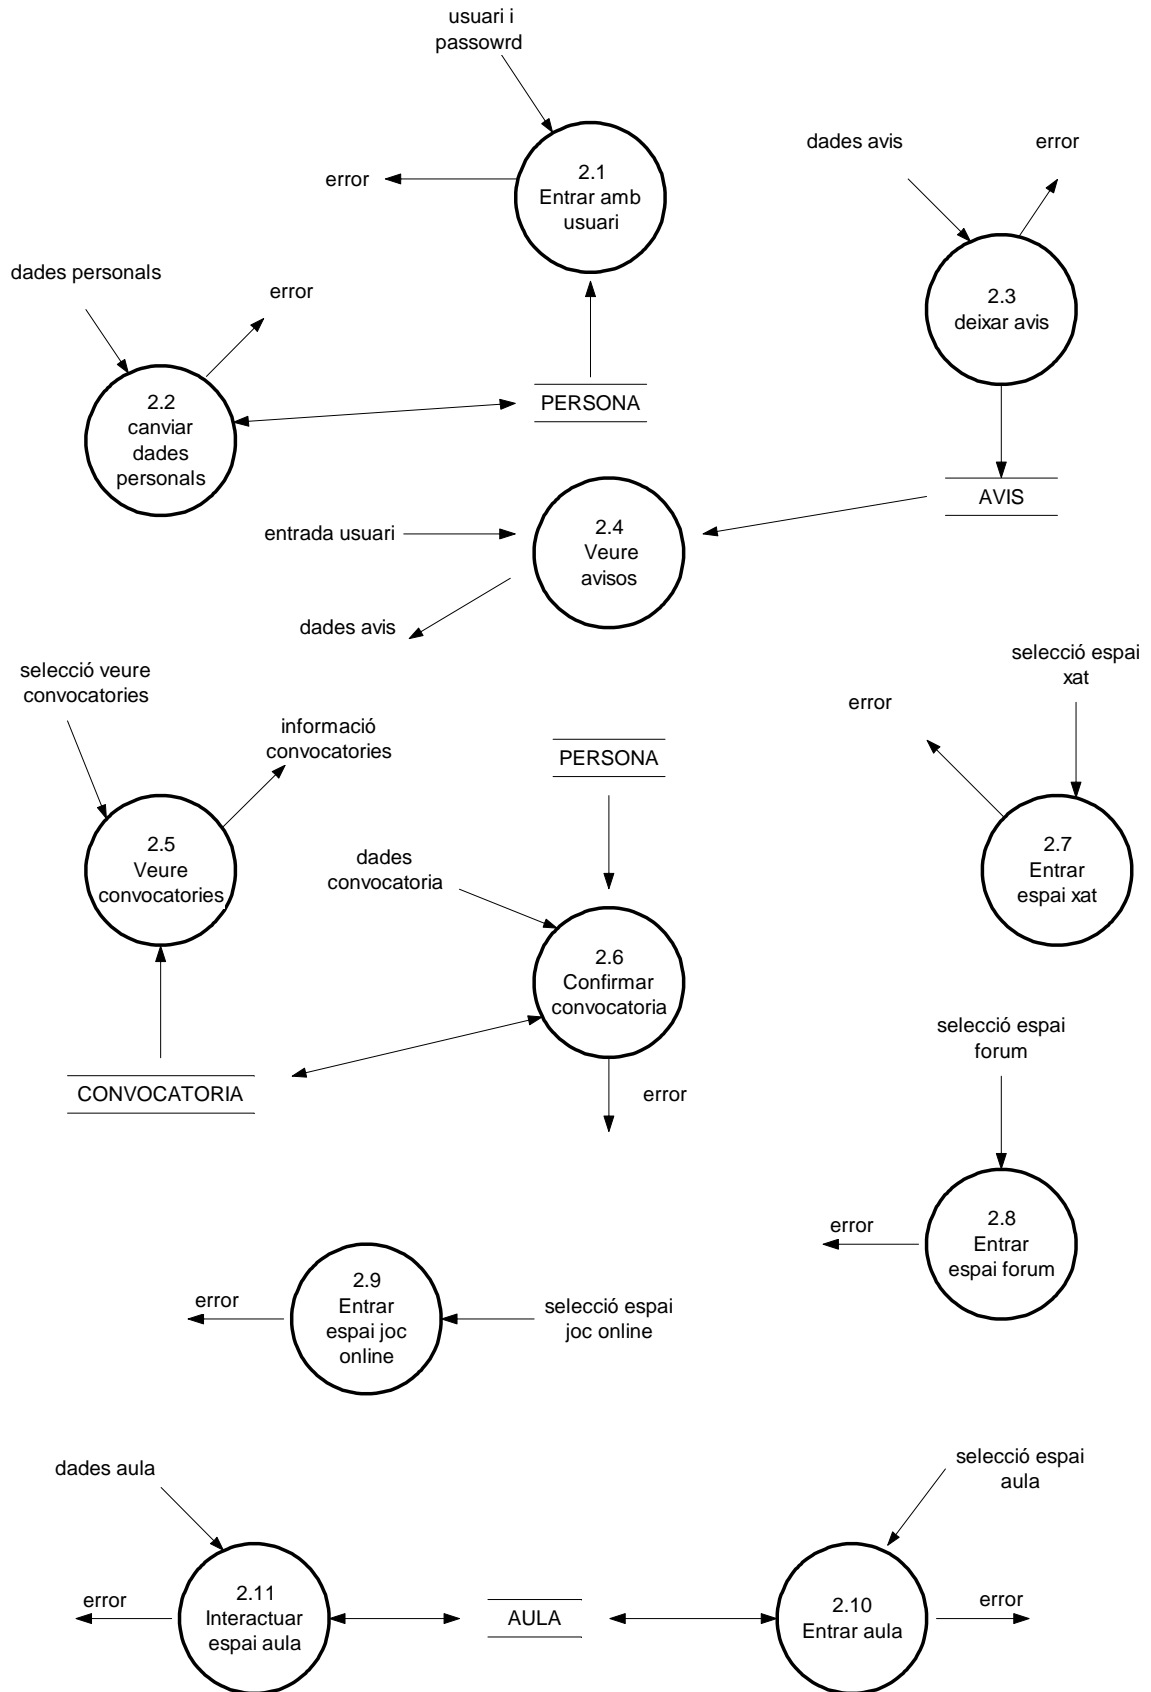 usuari i
passowrd
2.1
Entrar amb
usuari
error
dades avis
error
2.3
deixar avis
dades personals
error
2.2
canviar
dades
personals
PERSONA
AVIS
entrada usuari
2.4
Veure
avisos
dades avis
selecció veure
convocatories
informació
convocatories
PERSONA
selecció espai
xat
error
2.5
Veure
convocatories
dades
convocatoria
2.7
Entrar
espai xat
2.6
Confirmar
convocatoria
CONVOCATORIA
error
selecció espai
forum
2.8
Entrar
espai forum
error
2.9
Entrar
espai joc
online
error
selecció espai
joc online
dades aula
selecció espai
aula
error
2.11
Interactuar
espai aula
AULA
2.10
Entrar aula
error